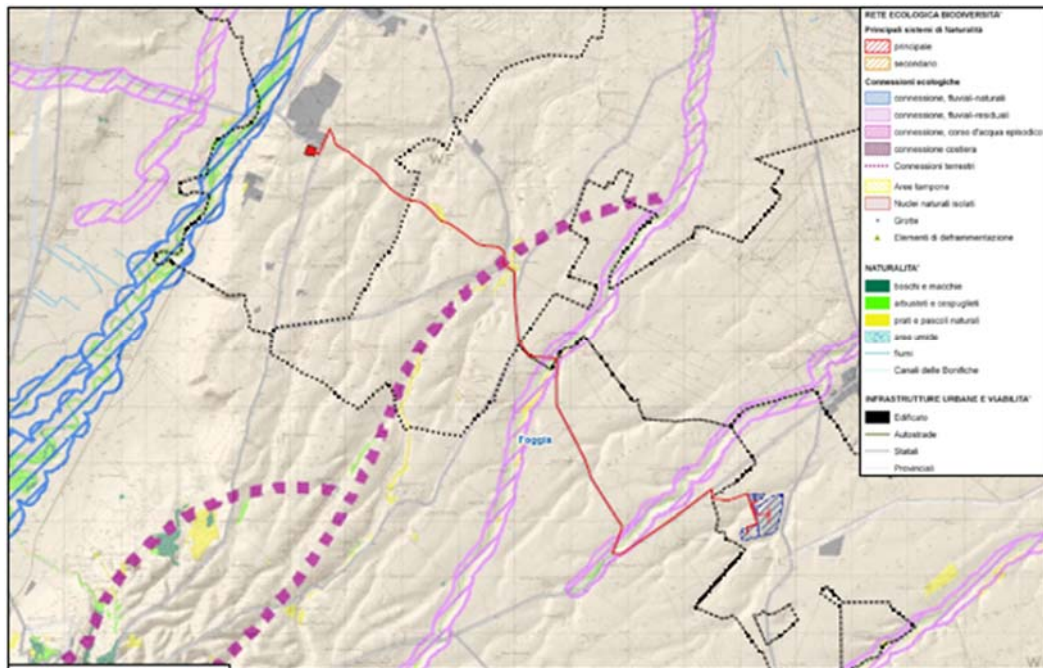 RETE ECOLOGICA BIODIVERSITA'
Principali sistemi di Naturalità
principale
secondario
Connessioni ecologiche
connessione, fluviali-naturali
connessione, fluviali-residuali
connessione, corso d'acqua episodico
connessione costiera
Connessioni terrestri
Aree tampone
Nuclei naturali isolati
Grotte
Elementi di deframmentazione
NATURALITA'
boschi e macchie
arbusteti e cespuglieti
prati e pascoli naturali
aree umide
fiumi
Canali delle Bonifiche
INFRASTRUTTURE URBANE E VIABILITA'
Edificato
Autostrade
Statali
Provinciali
Foggia